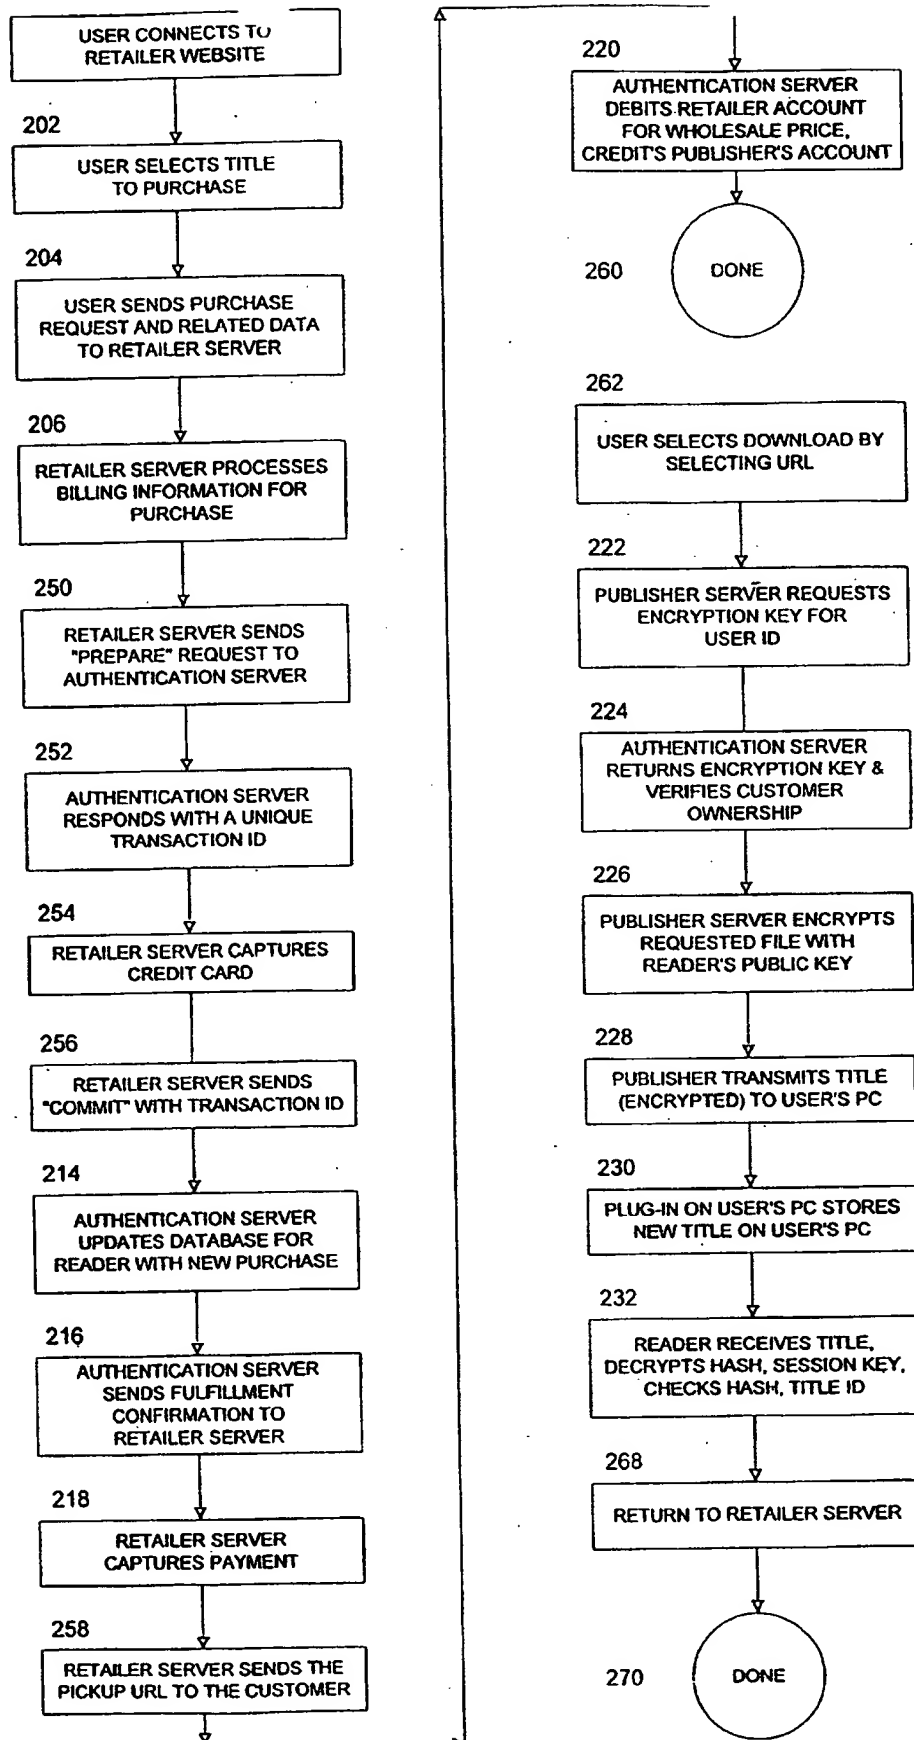 USER CONNECTS TO
RETAILER WEBSITE
202
USER SELECTS TITLE
TO PURCHASE
204
USER SENDS PURCHASE
REQUEST AND RELATED DATA
TO RETAILER SERVER
206
RETAILER SERVER PROCESSES
BILLING INFORMATION FOR
PURCHASE
250
RETAILER SERVER SENDS
"PREPARE" REQUEST TO
AUTHENTICATION SERVER
252
AUTHENTICATION SERVER
RESPONDS WITH A UNIQUE
TRANSACTION ID
254
RETAILER SERVER CAPTURES
CREDIT CARD
256
RETAILER SERVER SENDS
"COMMIT" WITH TRANSACTION ID
214
AUTHENTICATION SERVER
UPDATES DATABASE FOR
READER WITH NEW PURCHASE
216
AUTHENTICATION SERVER
SENDS FULFILLMENT
CONFIRMATION TO
RETAILER SERVER
218
RETAILER SERVER
CAPTURES PAYMENT
258
RETAILER SERVER SENDS THE
PICKUP URL TO THE CUSTOMER
220
AUTHENTICATION SERVER
DEBITS RETAILER ACCOUNT
FOR WHOLESALE PRICE,
CREDIT'S PUBLISHER'S ACCOUNT
260
DONE
262
USER SELECTS DOWNLOAD BY
SELECTING URL
222
PUBLISHER SERVER REQUESTS
ENCRYPTION KEY FOR
USER ID
224
AUTHENTICATION SERVER
RETURNS ENCRYPTION KEY &
VERIFIES CUSTOMER
OWNERSHIP
226
PUBLISHER SERVER ENCRYPTS
REQUESTED FILE WITH
READER'S PUBLIC KEY
228
PUBLISHER TRANSMITS TITLE
(ENCRYPTED) TO USER'S PC
230
PLUG-IN ON USER'S PC STORES
NEW TITLE ON USER'S PC
232
READER RECEIVES TITLE,
DECRYPTS HASH, SESSION KEY,
CHECKS HASH, TITLE ID
268
RETURN TO RETAILER SERVER
270
DONE